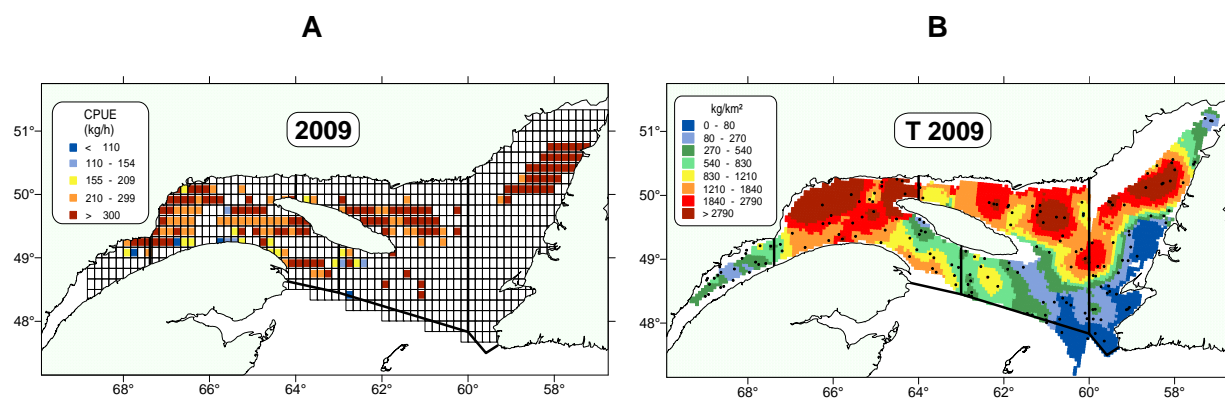 A
B
CPUE
(kg/h)
< 110
110 - 154
155 - 209
210 - 299
> 300
2009
51°
50°
49°
48°
68°
66°
64°
62°
60°
58°
kg/km²
0 - 80
80 - 270
270 - 540
540 - 830
830 - 1210
1210 - 1840
1840 - 2790
> 2790
T 2009
51°
50°
49°
48°
68°
66°
64°
62°
60°
58°